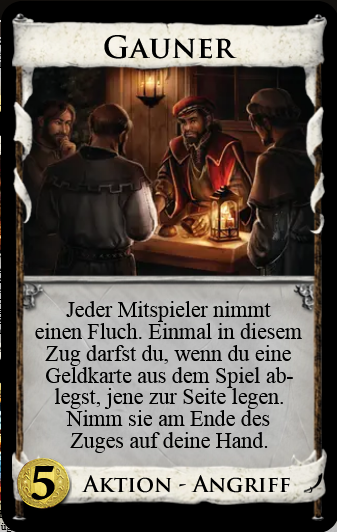 Gauner
Jeder Mitspieler nimmt
einen Fluch. Einmal in diesem
Zug darfst du, wenn du eine
Geldkarte aus dem Spiel ab-
legst, jene zur Seite legen.
Nimm sie am Ende des
Zuges auf deine Hand.
5 Aktion - Angriff